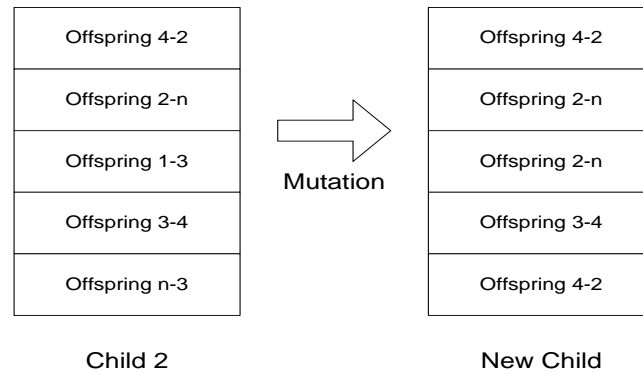 Offspring 4-2
Offspring 2-n
Offspring 1-3
Offspring 3-4
Offspring n-3
Child 2
Mutation
Offspring 4-2
Offspring 2-n
Offspring 2-n
Offspring 3-4
Offspring 4-2
New Child